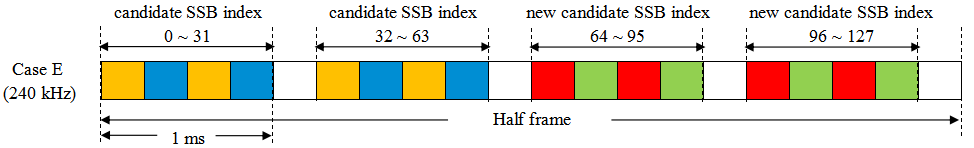 candidate SSB index candidate SSB index new candidate SSB index new candidate SSB index
0 ~ 31 32 ~ 63 64 ~ 95 96 ~ 127
Case E
(240 kHz)
Half frame
1 ms